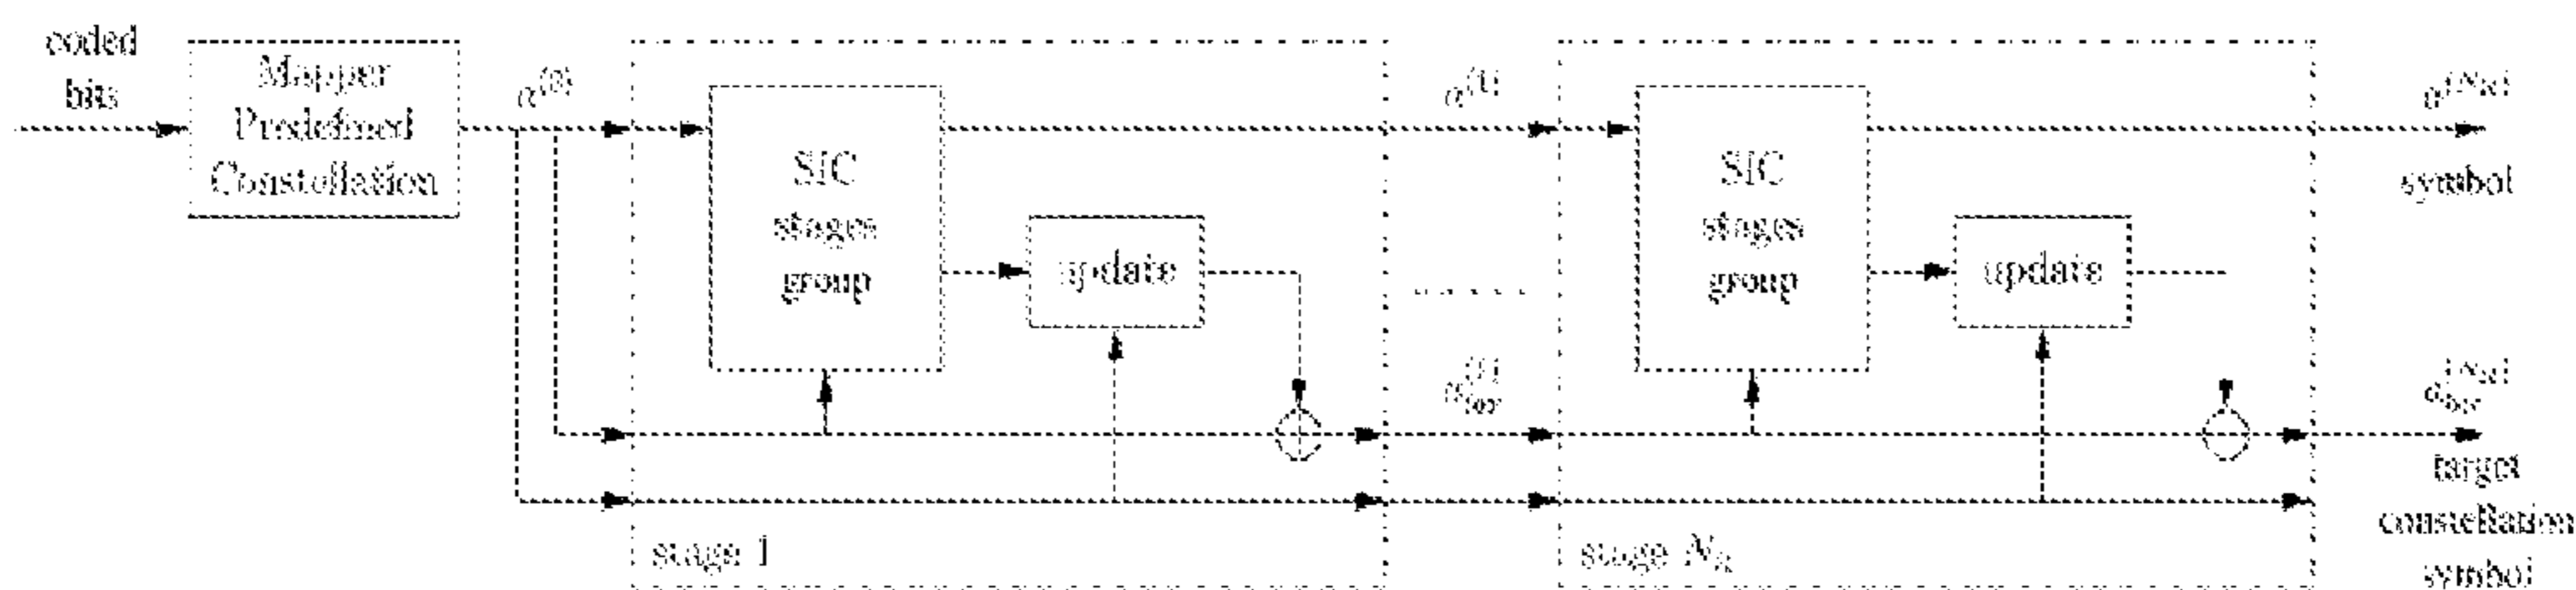 coded
bits
Mapper
Predefined
Constellation
SIC
stages
group
update
stage 1
SIC
stages
group
update
stage
symbol
target
constellation
symbol